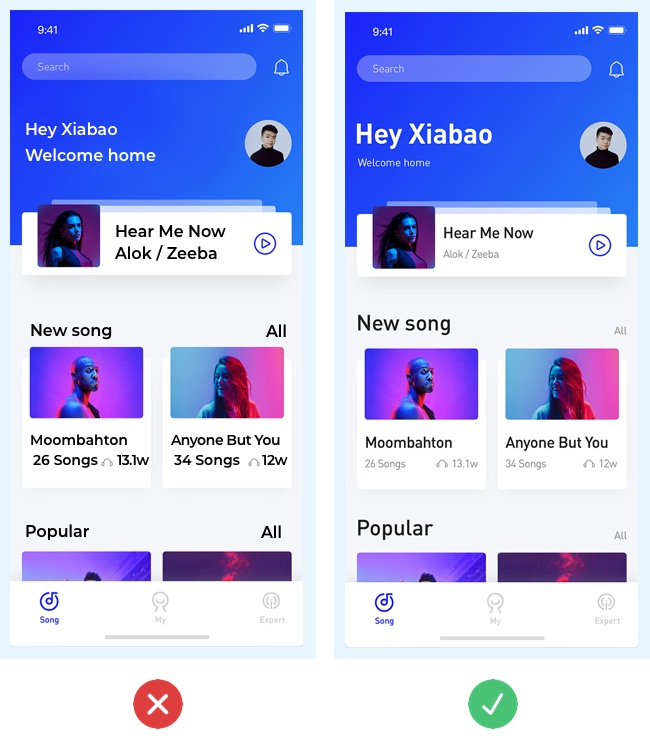 9:41
Search
Hey Xiabao
Welcome home
Hear Me Now
Alok / Zeeba
New song
All
Moombahton
26 Songs 13.1w
Anyone But You
34 Songs 12w
Popular
All
Song
My
Expert
9:41
Search
Hey Xiabao
Welcome home
Hear Me Now
Alok / Zeeba
New song
All
Moombahton
26 Songs 13.1w
Anyone But You
34 Songs 12w
Popular
All
Song
My
Expert